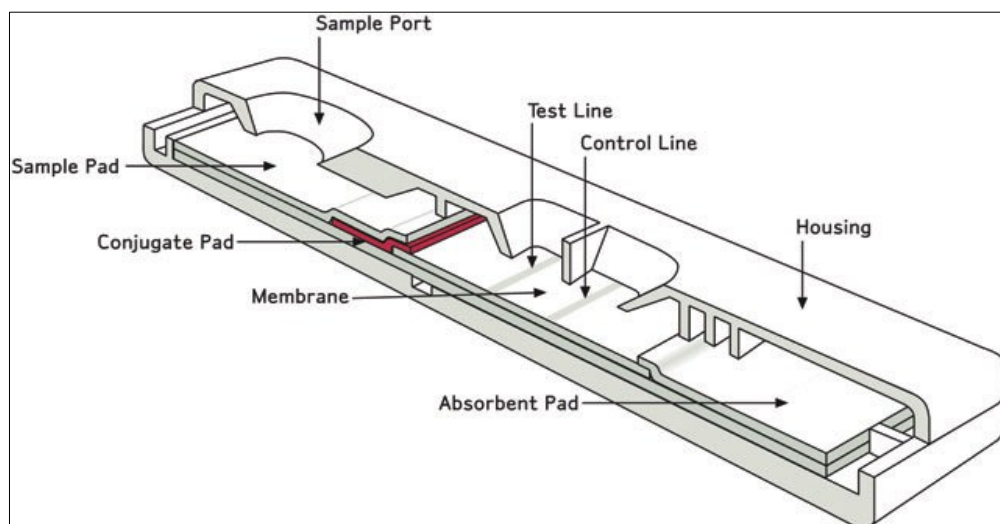 Sample Port
Test Line
Control Line
Sample Pad
Housing
Conjugate Pad
Membrane
Absorbent Pad